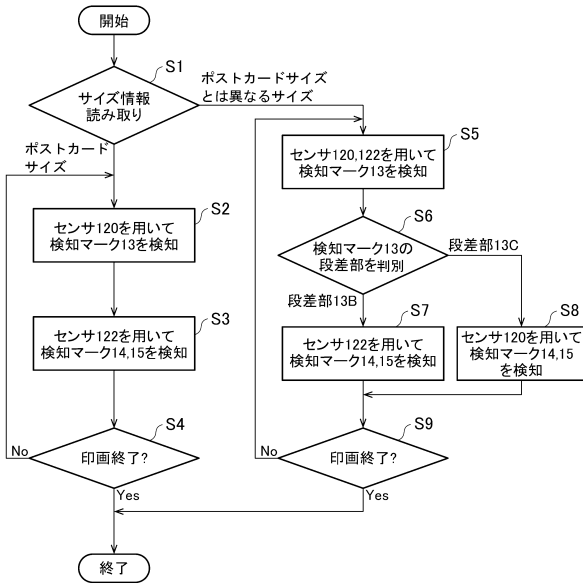 開始
S1
サイズ情報
読み取り
ポストカードサイズ
とは異なるサイズ
ポストカード
サイズ
S2
センサ120を用いて
検知マーク13を検知
S3
センサ122を用いて
検知マーク14,15を検知
S4
印画終了?
No
Yes
S5
センサ120,122を用いて
検知マーク13を検知
S6
検知マーク13の
段差部を判別
段差部13C
段差部13B
S7
センサ122を用いて
検知マーク14,15を検知
S8
センサ120を用いて
検知マーク14,15
を検知
S9
印画終了?
No
Yes
終了